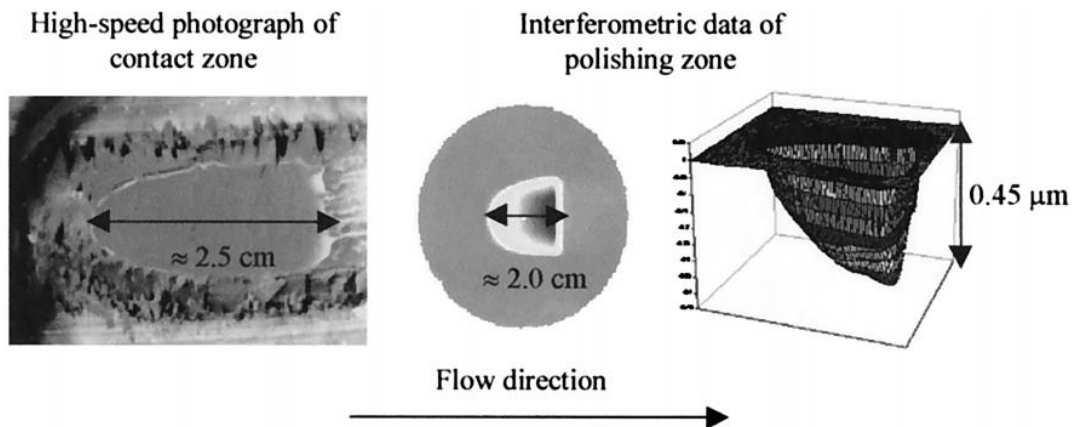 High-speed photograph of
contact zone
Interferometric data of
polishing zone
≈ 2.5 cm
≈ 2.0 cm
0.45 µm
Flow direction